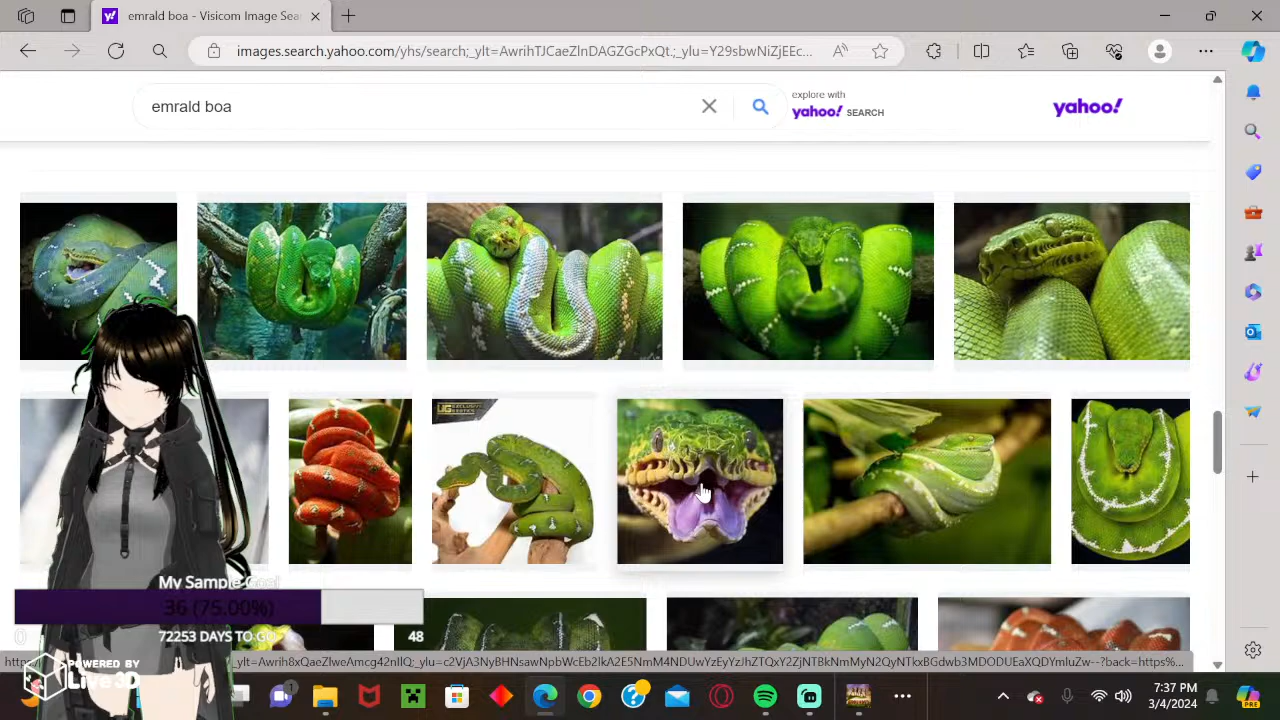 emrald boa - Visicom Image Sea
images.search.yahoo.com/yhs/search;_ylt=AwrihTJCaeZlnDAGZGcPxQt.;_ylu=Y29sbwNiZjEEc...
emrald boa
explore with
yahoo! SEARCH
yahoo!
My Sample Goal
36 (75.00%)
0
72253 DAYS TO GO
48
POWERED BY
Live3D
7:37 PM
3/4/2024
PRE